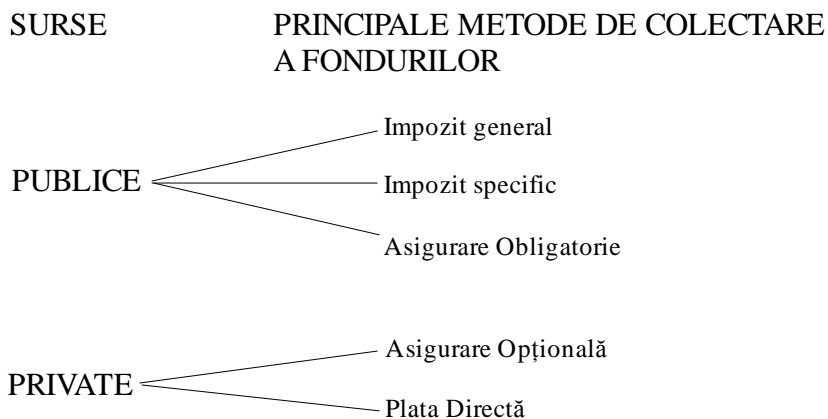 SURSE PRINCIPALE METODE DE COLECTARE
A FONDURILOR
Impozit general
PUBLICE
Impozit specific
Asigurare Obligatorie
Asigurare Opțională
PRIVATE
Plata Directă